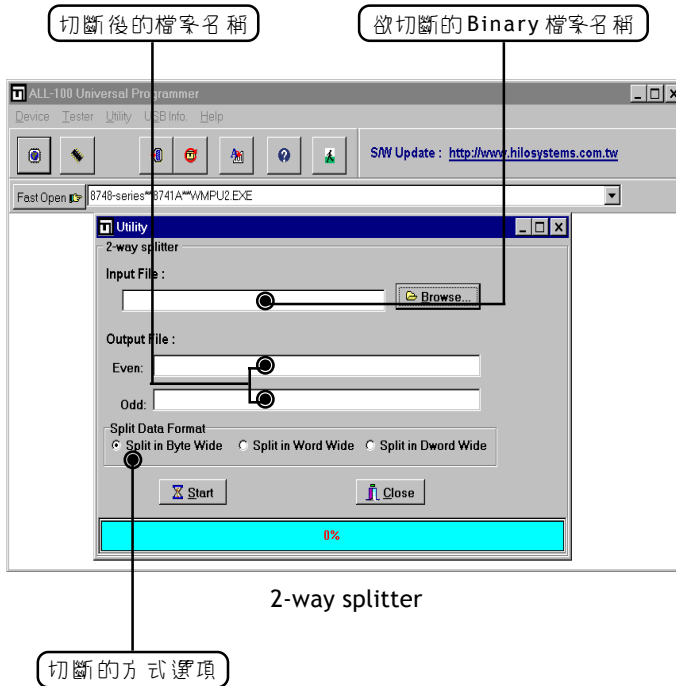 切斷後的檔案名稱
欲切斷的Binary 檔案名稱
ALL-100 Universal Programmer
Device Tester Utility USB Info. Help
S/W Update : http://www.hilosystems.com.tw
Fast Open 8748-series**8741A**WMPU2.EXE
Utility
2-way splitter
Input File :
Browse...
Output File :
Even:
Odd:
Split Data Format
Split in Byte Wide Split in Word Wide Split in Dword Wide
Start Close
0%
2-way splitter
切斷的方式選項